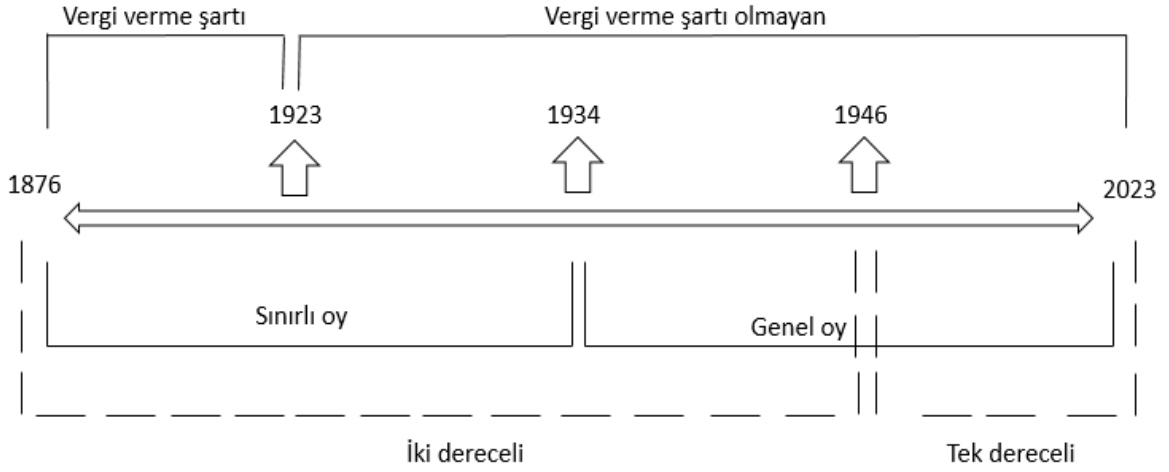 Vergi verme şartı
Vergi verme şartı olmayan
1923
1934
1946
1876
2023
Sınırlı oy
Genel oy
İki dereceli
Tek dereceli